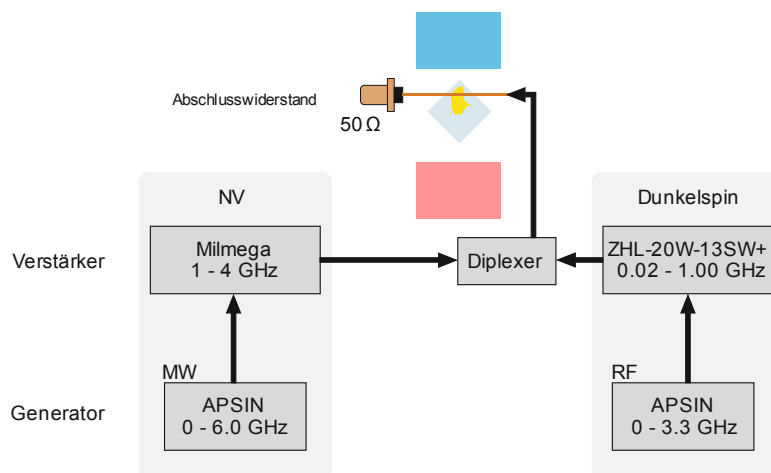 Abschlusswiderstand
50 Ω
NV
Dunkelspin
Verstärker
Milmega
1 - 4 GHz
Diplexer
ZHL-20W-13SW+
0.02 - 1.00 GHz
MW
RF
Generator
APSIN
0 - 6.0 GHz
APSIN
0 - 3.3 GHz